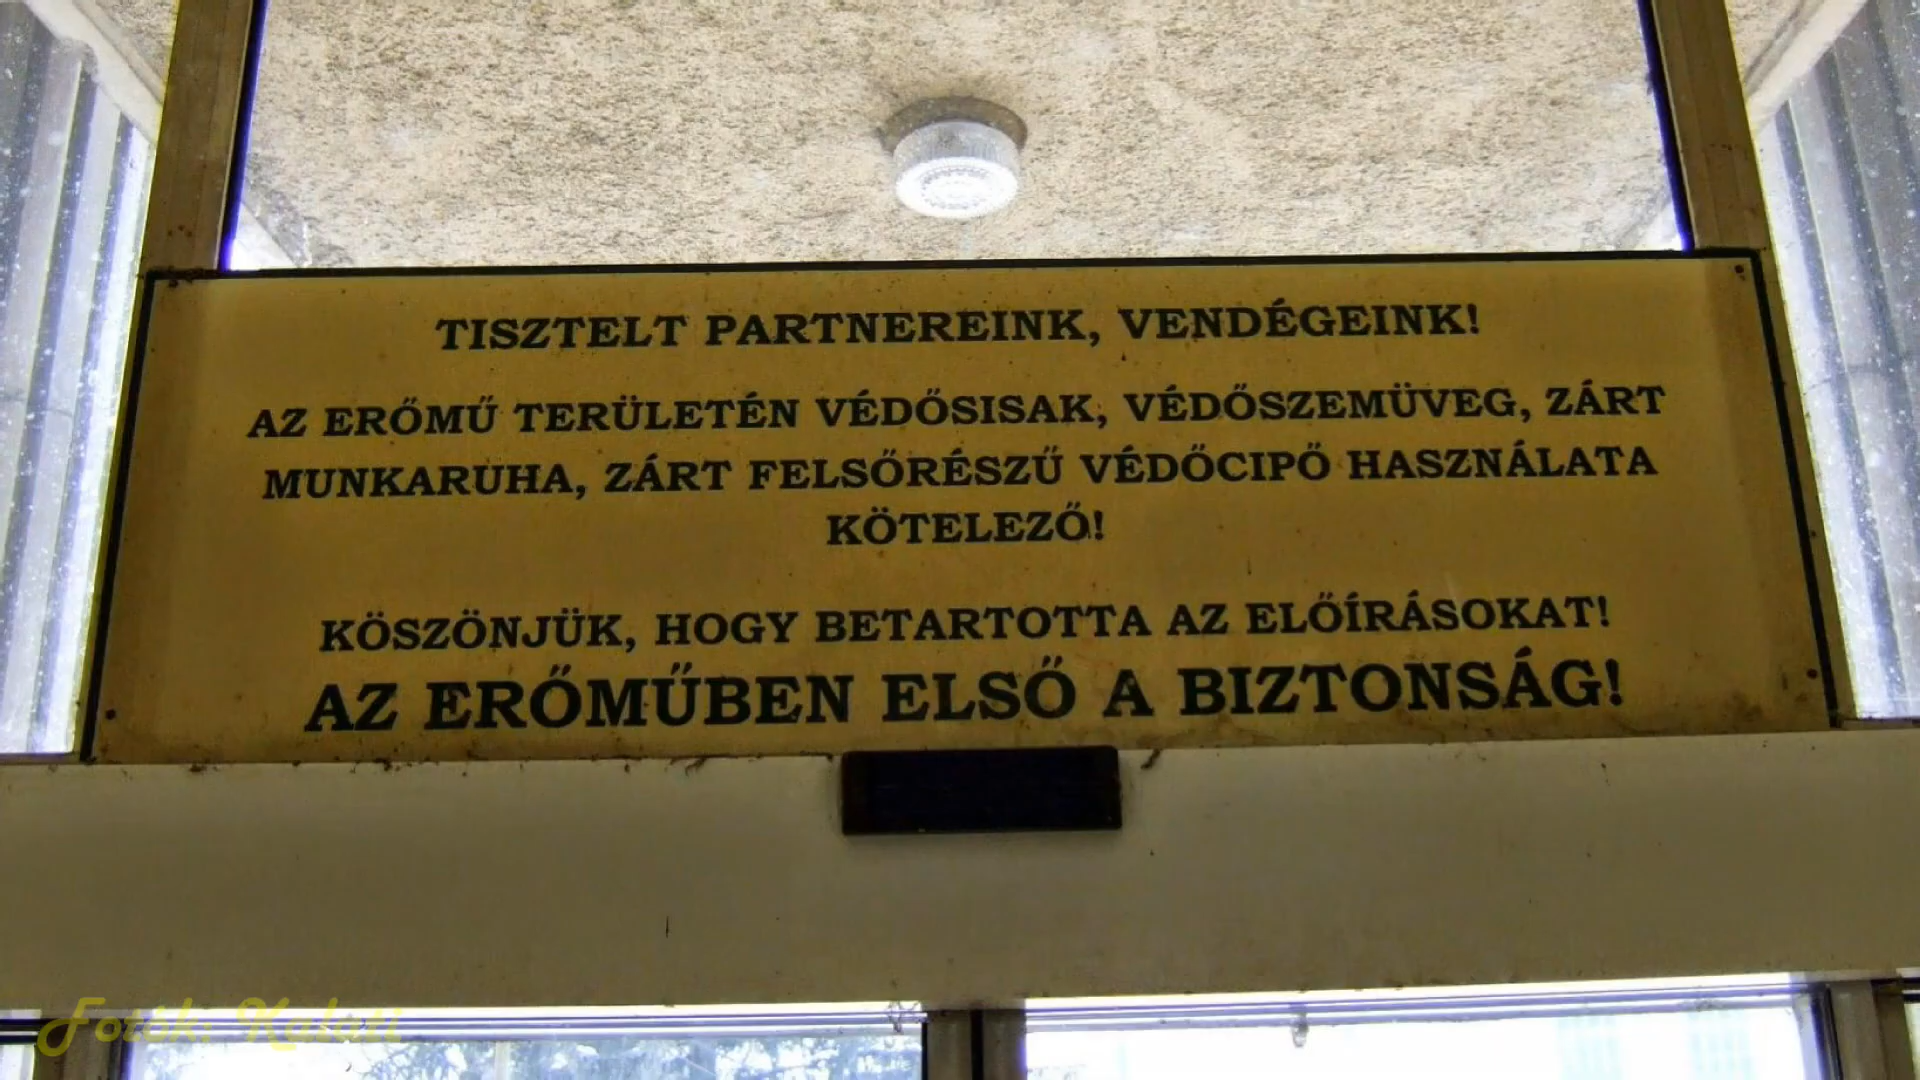 TISZTELT PARTNEREINK, VENDÉGEINK!
AZ ERŐMŰ TERÜLETÉN VÉDŐSISAK, VÉDŐSZEMÜVEG, ZÁRT
MUNKARUHA, ZÁRT FELSŐRÉSZŰ VÉDŐCIPŐ HASZNÁLATA
KÖTELEZŐ!
KÖSZÖNJÜK, HOGY BETARTOTTA AZ ELŐÍRÁSOKAT!
AZ ERŐMŰBEN ELSŐ A BIZTONSÁG!
Fotók: Kalati